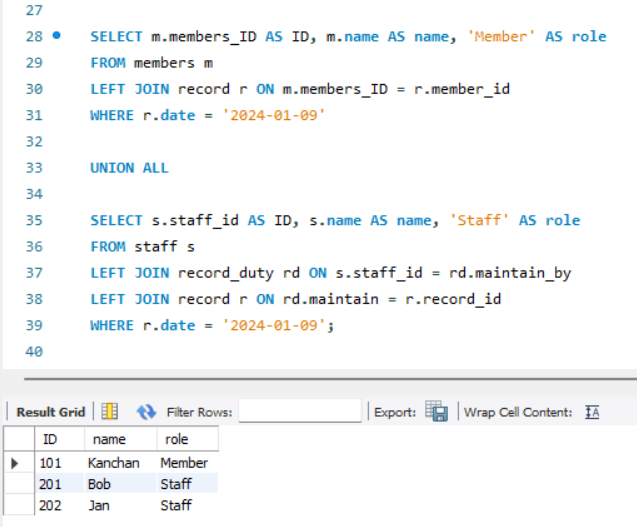 27
28 SELECT m.members_ID AS ID, m.name AS name, 'Member' AS role
29 FROM members m
30 LEFT JOIN record r ON m.members_ID = r.member_id
31 WHERE r.date = '2024-01-09'
32
33 UNION ALL
34
35 SELECT s.staff_id AS ID, s.name AS name, 'Staff' AS role
36 FROM staff s
37 LEFT JOIN record_duty rd ON s.staff_id = rd.maintain_by
38 LEFT JOIN record r ON rd.maintain = r.record_id
39 WHERE r.date = '2024-01-09';
40
Result Grid Filter Rows: Export: Wrap Cell Content: IA
ID name role
101 Kanchan Member
201 Bob Staff
202 Jan Staff